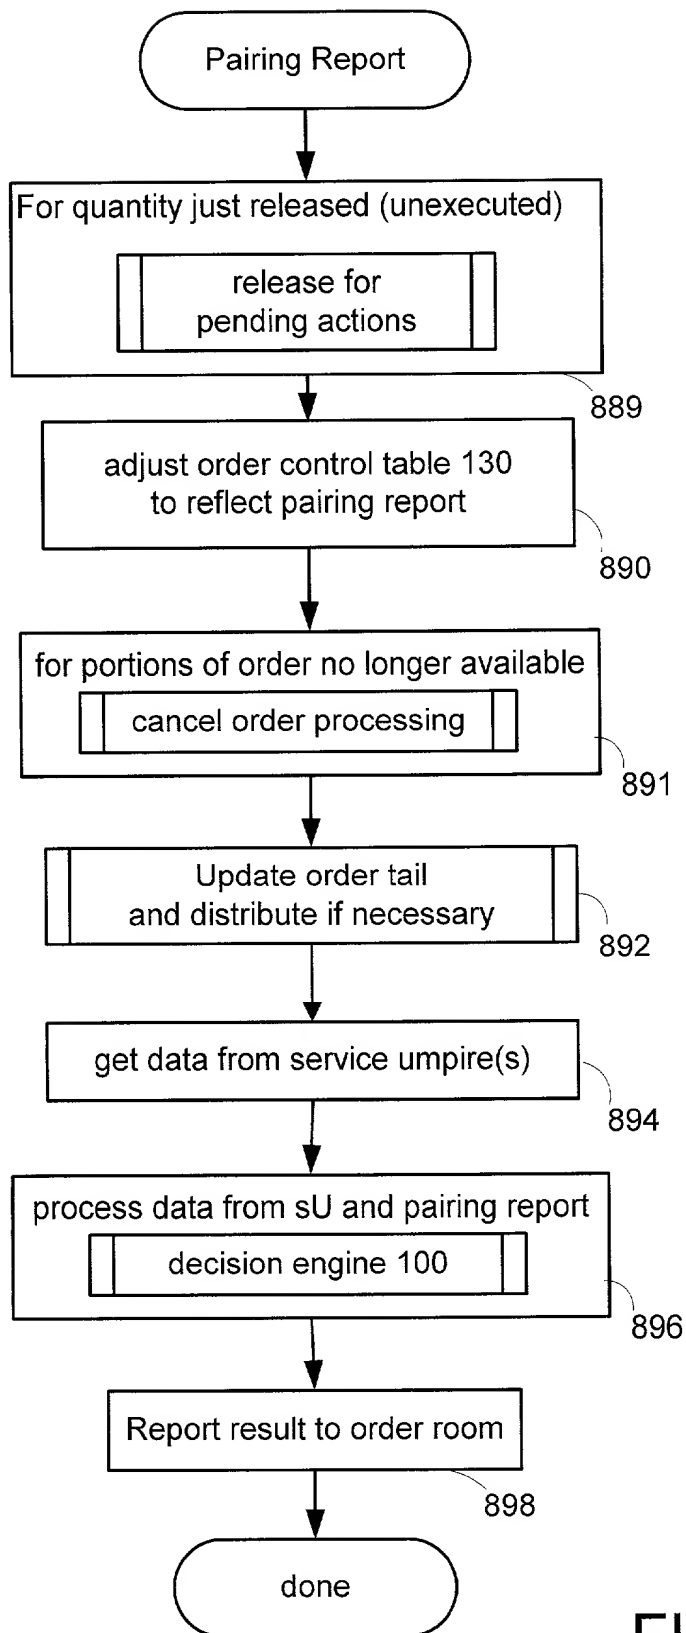 Pairing Report
For quantity just released (unexecuted)
release for
pending actions
889
adjust order control table 130
to reflect pairing report
890
for portions of order no longer available
cancel order processing
891
Update order tail
and distribute if necessary
892
get data from service umpire(s)
894
process data from sU and pairing report
decision engine 100
896
Report result to order room
898
done